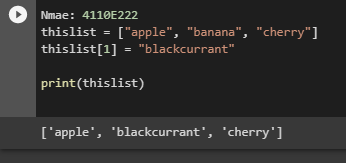 Nmae: 4110E222
thislist = ["apple", "banana", "cherry"]
thislist[1] = "blackcurrant"
print(thislist)
['apple', 'blackcurrant', 'cherry']